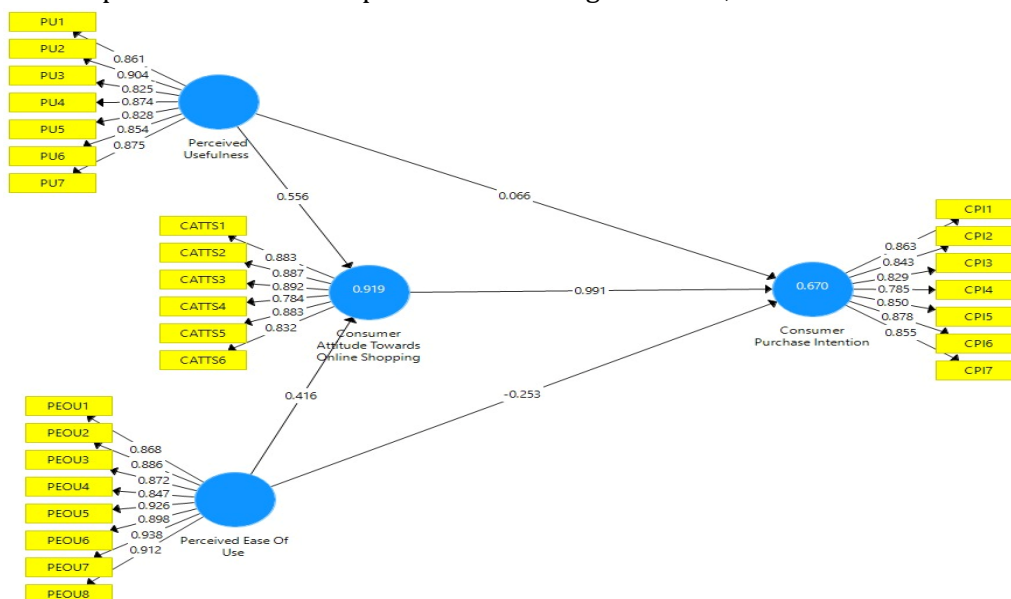 PU1
PU2
PU3
PU4
PU5
PU6
PU7
0.861
0.904
0.825
0.874
0.828
0.854
0.875
Perceived
Usefulness
0.556
0.066
CATTS1
CATTS2
CATTS3
CATTS4
CATTS5
CATTS6
0.883
0.887
0.892
0.784
0.883
0.832
0.919
Consumer
Attitude Towards
Online Shopping
0.991
0.670
Consumer
Purchase Intention
0.863
0.843
0.829
0.785
0.850
0.878
0.855
CPI1
CPI2
CPI3
CPI4
CPI5
CPI6
CPI7
0.416
-0.253
PEOU1
PEOU2
PEOU3
PEOU4
PEOU5
PEOU6
PEOU7
PEOU8
0.868
0.886
0.872
0.847
0.926
0.898
0.938
0.912
Perceived Ease Of
Use